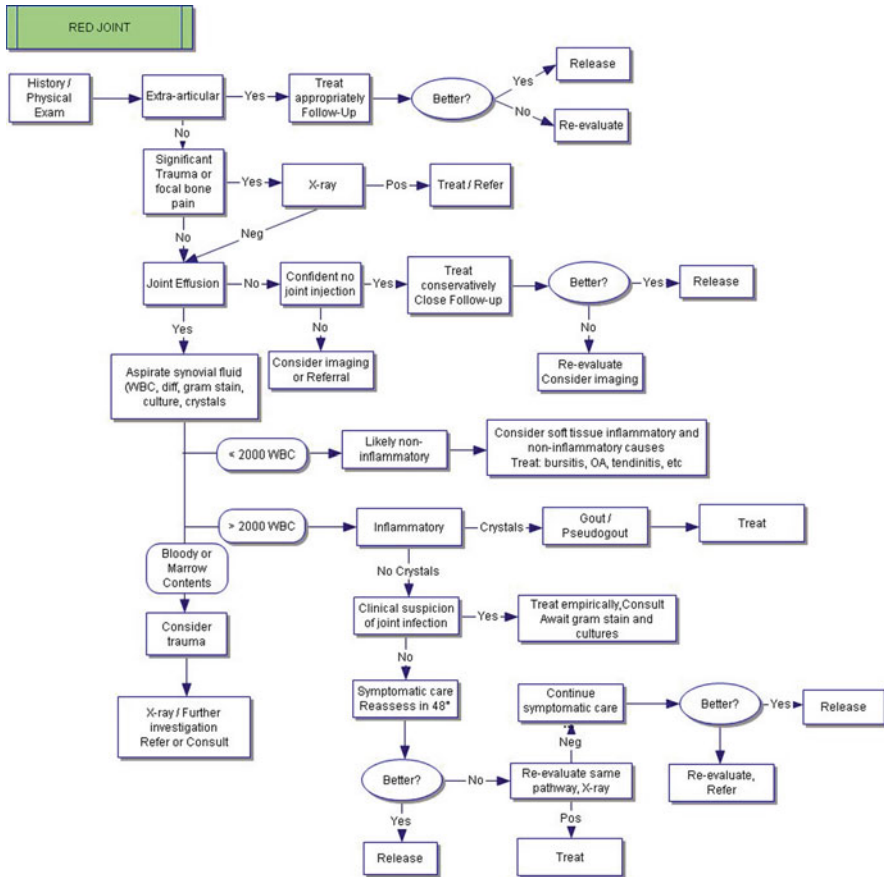 RED JOINT
History /
Physical
Exam
Extra-articular
Yes
Treat
appropriately
Follow-Up
Better?
Yes
Release
No
Re-evaluate
No
Significant
Trauma or
focal bone
pain
Yes
X-ray
Pos
Treat / Refer
No
Neg
Joint Effusion
No
Confident no
joint injection
Yes
Treat
conservatively
Close Follow-up
Better?
Yes
Release
Yes
No
Consider imaging
or Referral
No
Re-evaluate
Consider imaging
Aspirate synovial fluid
(WBC, diff, gram stain,
culture, crystals
< 2000 WBC
Likely non-
inflammatory
Consider soft tissue inflammatory and
non-inflammatory causes
Treat: bursitis, OA, tendinitis, etc
> 2000 WBC
Inflammatory
Crystals
Gout /
Pseudogout
Treat
Bloody or
Marrow
Contents
Consider
trauma
X-ray / Further
investigation
Refer or Consult
No Crystals
Clinical suspicion
of joint infection
Yes
Treat empirically,Consult
Await gram stain and
cultures
No
Symptomatic care
Reassess in 48°
Better?
No
Re-evaluate same
pathway, X-ray
Neg
Continue
symptomatic care
Better?
Yes
Release
Re-evaluate,
Refer
Yes
Release
Pos
Treat